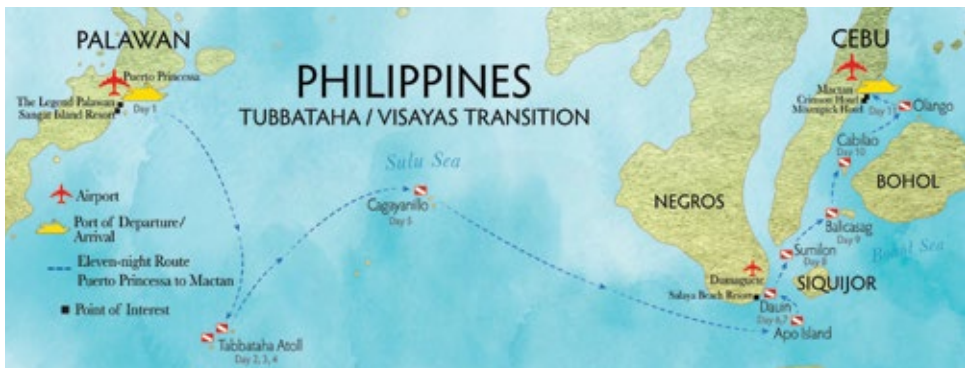 PALAWAN
Puerto Princessa
The Legend Palawan
Sangat Island Resort
Day 1
PHILIPPINES
TUBBATAHA / VISAYAS TRANSITION
CEBU
Mactan
Crimson Hotel
Mövenpick Hotel
Day 11
Olango
Cabilao
Day 10
BOHOL
Sulu Sea
Cagayanillo
Day 5
NEGROS
Balicasag
Day 9
Bohol Sea
Sumilon
Day 8
SIQUIJOR
Dumaguete
Salaya Beach Resort
Dauin
Day 6,7
Apo Island
Airport
Port of Departure/
Arrival
Eleven-night Route
Puerto Princessa to Mactan
Point of Interest
Tabbataha Atoll
Day 2, 3, 4